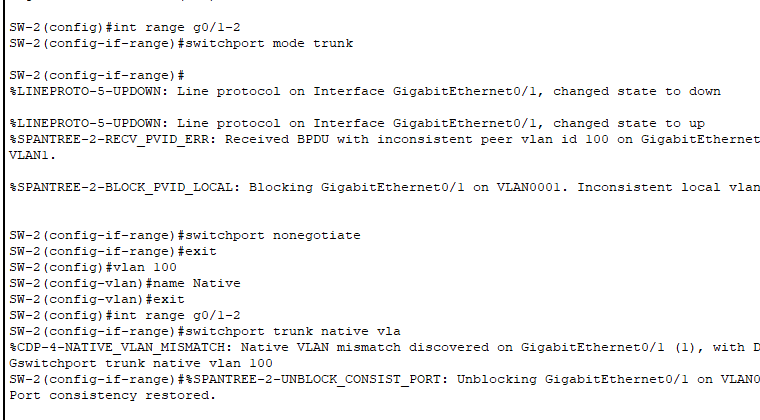 SW-2(config)#int range g0/1-2
SW-2(config-if-range)#switchport mode trunk
SW-2(config-if-range)#
%LINEPROTO-5-UPDOWN: Line protocol on Interface GigabitEthernet0/1, changed state to down
%LINEPROTO-5-UPDOWN: Line protocol on Interface GigabitEthernet0/1, changed state to up
%SPANTREE-2-RECV_PVID_ERR: Received BPDU with inconsistent peer vlan id 100 on GigabitEthernet
VLAN1.
%SPANTREE-2-BLOCK_PVID_LOCAL: Blocking GigabitEthernet0/1 on VLAN0001. Inconsistent local vlan
SW-2(config-if-range)#switchport nonegotiate
SW-2(config-if-range)#exit
SW-2(config)#vlan 100
SW-2(config-vlan)#name Native
SW-2(config-vlan)#exit
SW-2(config)#int range g0/1-2
SW-2(config-if-range)#switchport trunk native vla
%CDP-4-NATIVE_VLAN_MISMATCH: Native VLAN mismatch discovered on GigabitEthernet0/1 (1), with D
Gswitchport trunk native vlan 100
SW-2(config-if-range)#%SPANTREE-2-UNBLOCK_CONSIST_PORT: Unblocking GigabitEthernet0/1 on VLAN0
Port consistency restored.